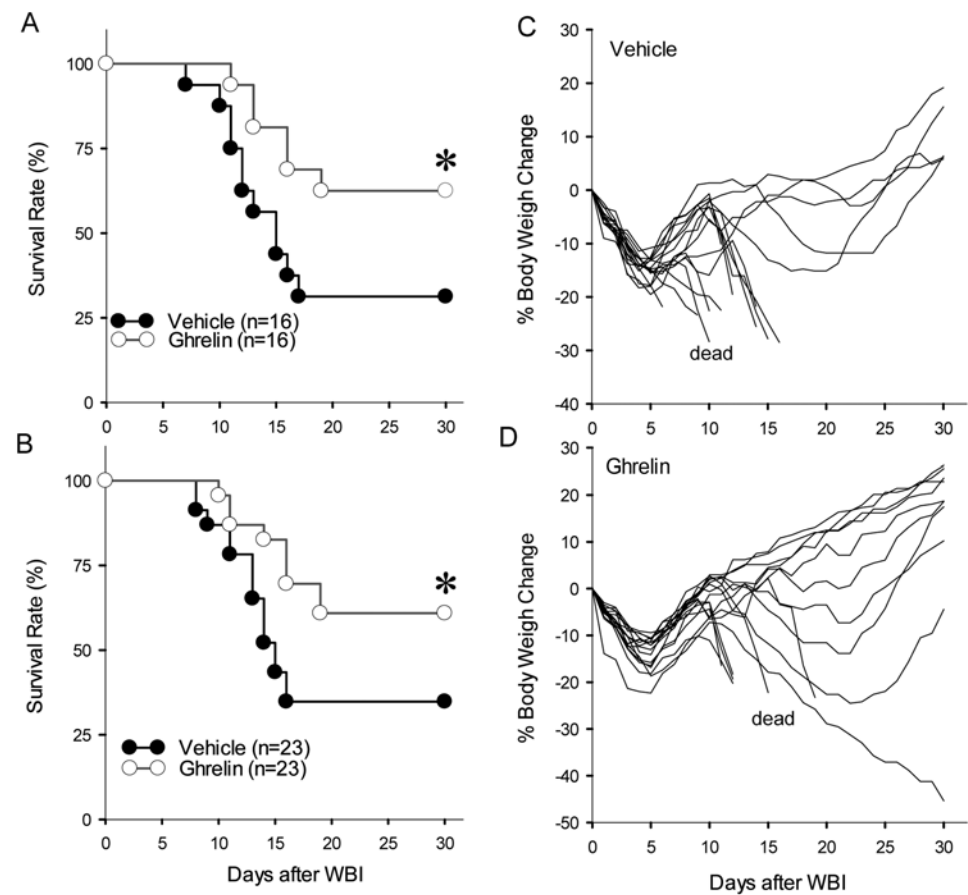 A
Survival Rate (%)
100
75
50
25
0
*
Vehicle (n=16)
Ghrelin (n=16)
0 5 10 15 20 25 30
B
Survival Rate (%)
100
75
50
25
0
*
Vehicle (n=23)
Ghrelin (n=23)
0 5 10 15 20 25 30
Days after WBI
C
Vehicle
% Body Weigh Change
30
20
10
0
-10
-20
-30
-40
dead
0 5 10 15 20 25 30
D
Ghrelin
% Body Weigh Change
30
20
10
0
-10
-20
-30
-40
-50
dead
0 5 10 15 20 25 30
Days after WBI